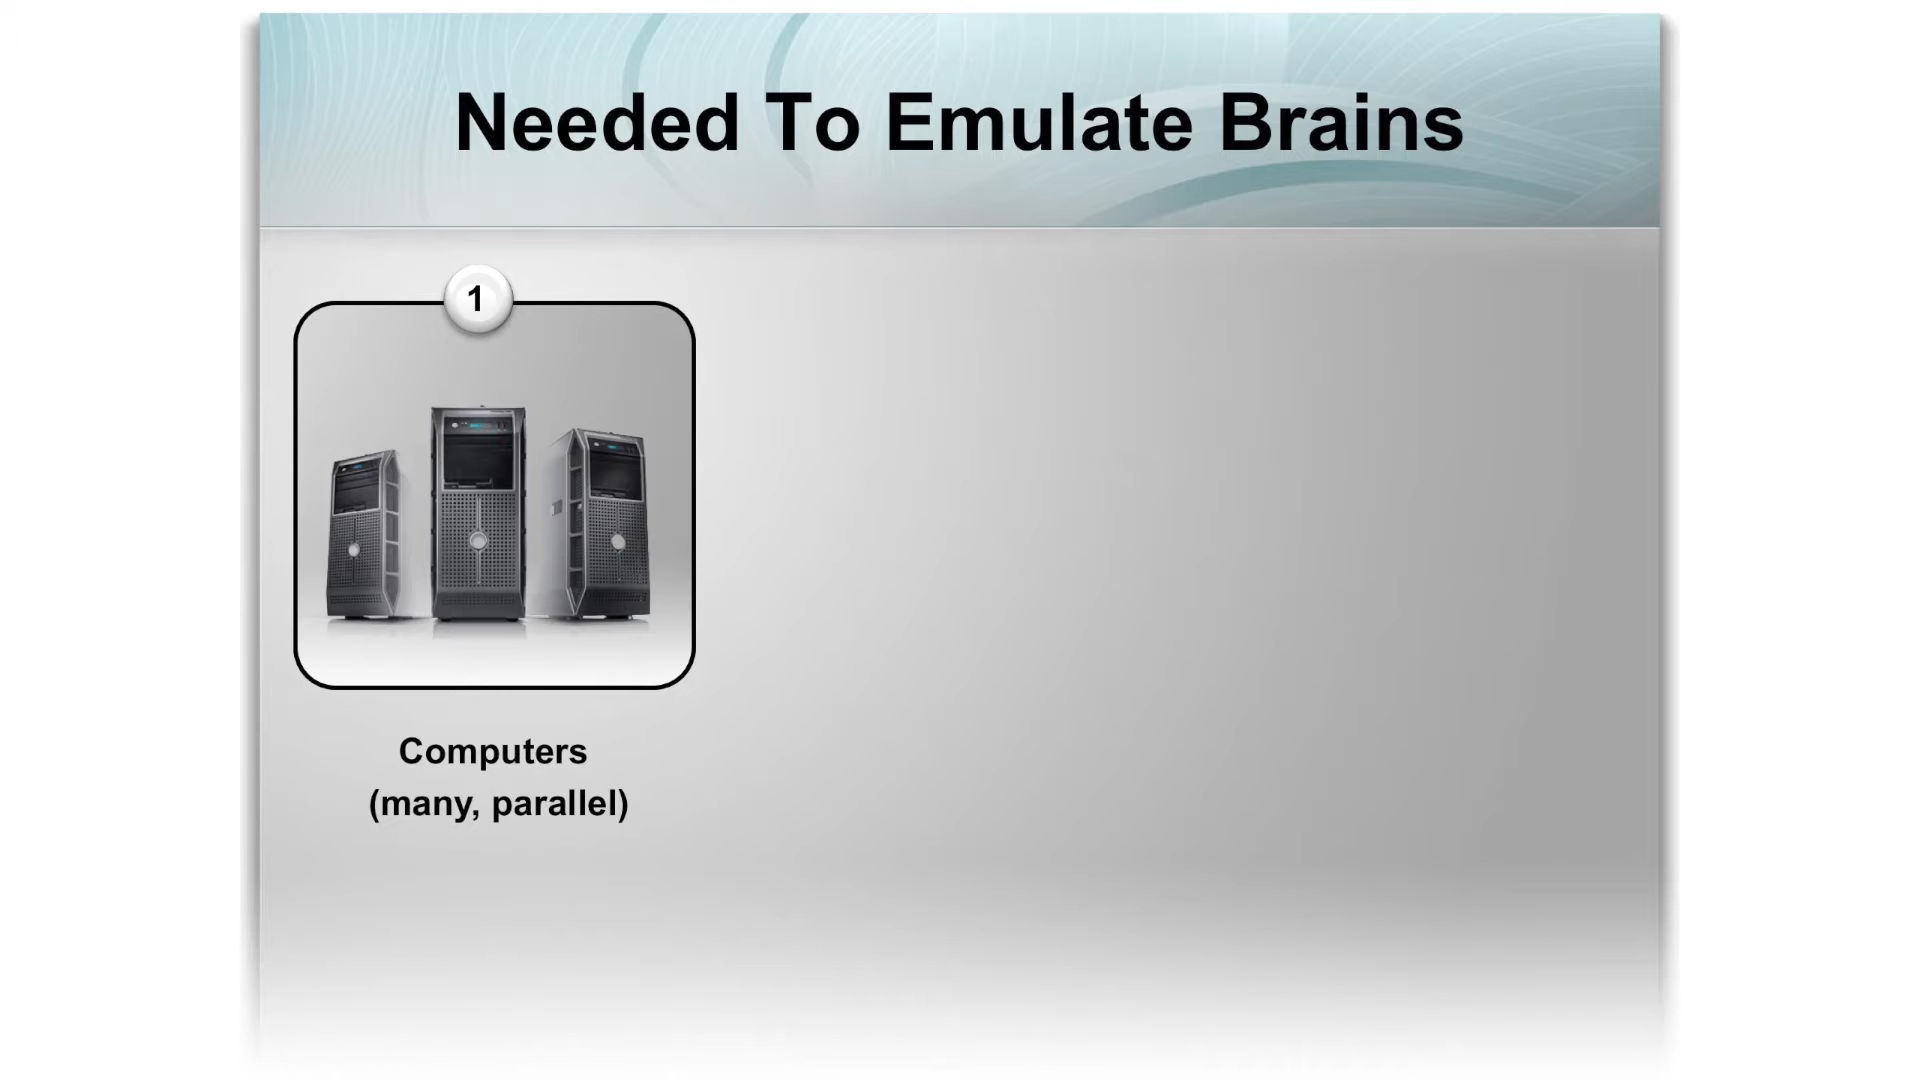 Needed To Emulate Brains
1
Computers
(many, parallel)